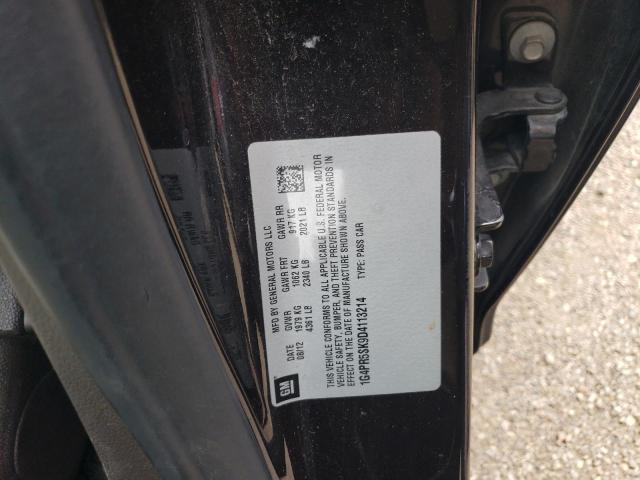 MFD BY GENERAL MOTORS LLC
DATE GVWR GAWR FRT GAWR RR
08/12 1979 KG 1062 KG 917 KG
4361 LB 2340 LB 2021 LB
THIS VEHICLE CONFORMS TO ALL APPLICABLE U.S. FEDERAL MOTOR
VEHICLE SAFETY, BUMPER, AND THEFT PREVENTION STANDARDS IN
EFFECT ON THE DATE OF MANUFACTURE SHOWN ABOVE.
1G4PR5SK9D4113214 TYPE: PASS CAR
GM